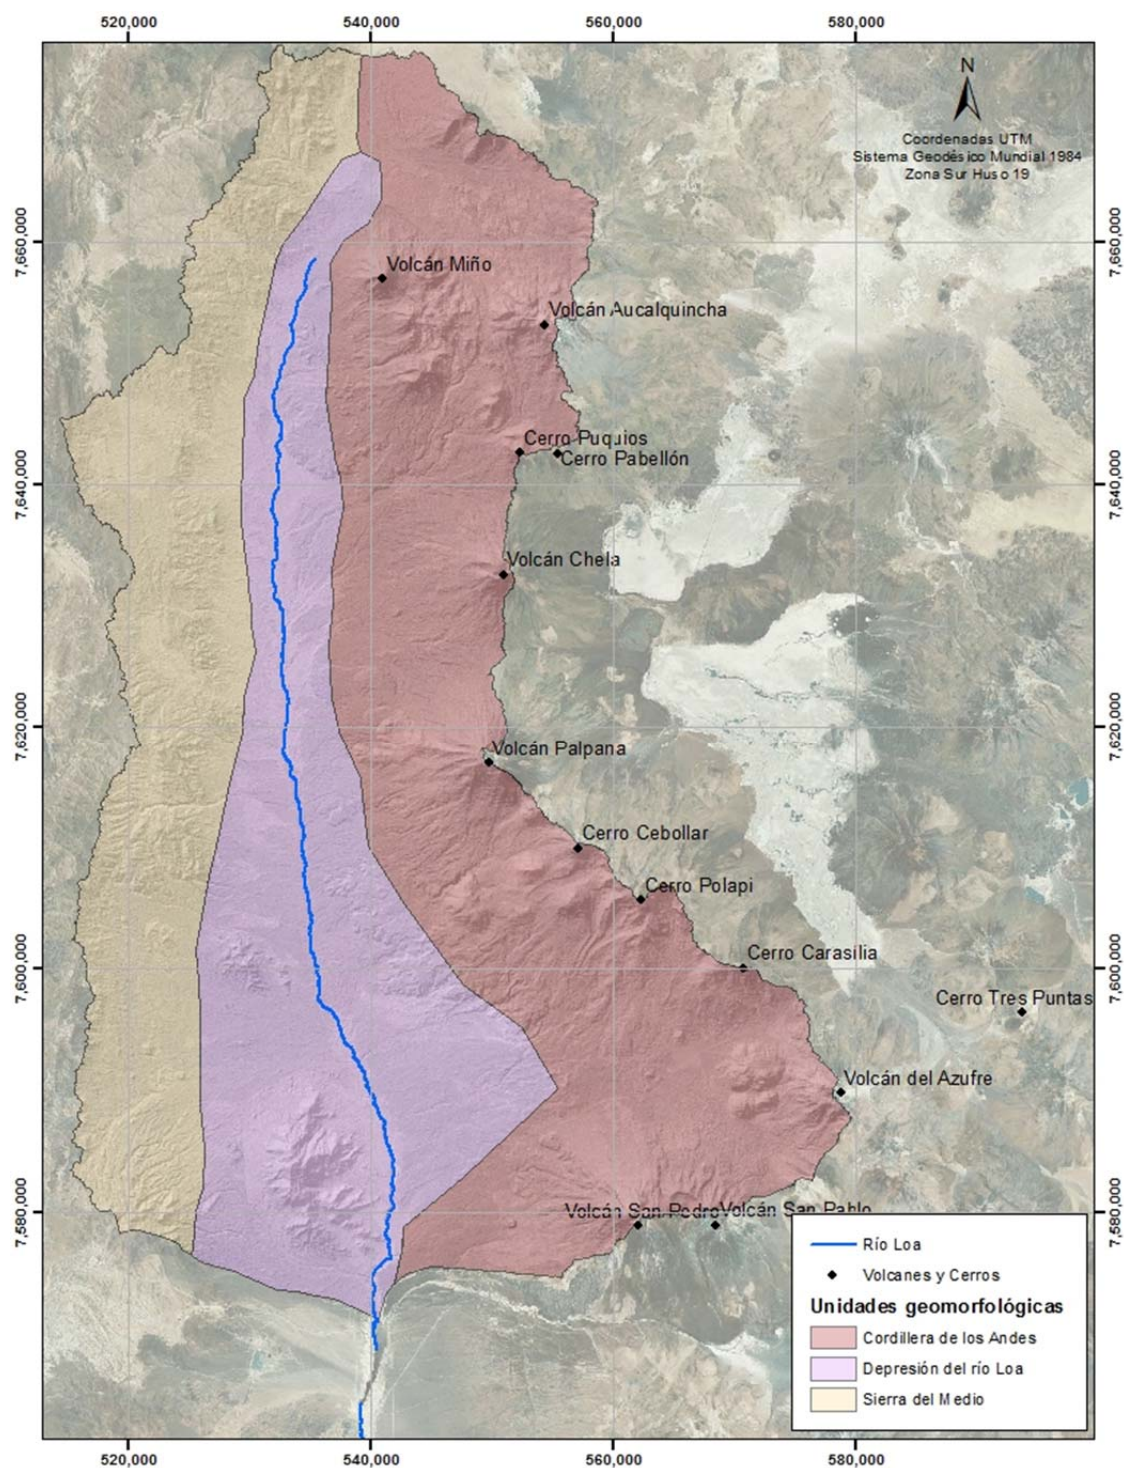 520,000
540,000
560,000
580,000
N
Coordenadas UTM
Sistema Geodésico Mundial 1984
Zona Sur Huso 19
7,660,000
7,660,000
Volcán Miño
Volcán Aucalquincha
Cerro Puquios
Cerro Pabellón
7,640,000
7,640,000
Volcán Chela
7,620,000
7,620,000
Volcán Palpana
Cerro Cebollar
Cerro Polapi
Cerro Carasilia
7,600,000
7,600,000
Cerro Tres Puntas
Volcán del Azufre
7,580,000
7,580,000
Volcán San Pedro
Volcán San Pablo
Río Loa
Volcanes y Cerros
Unidades geomorfológicas
Cordillera de los Andes
Depresión del río Loa
Sierra del Medio
520,000
540,000
560,000
580,000